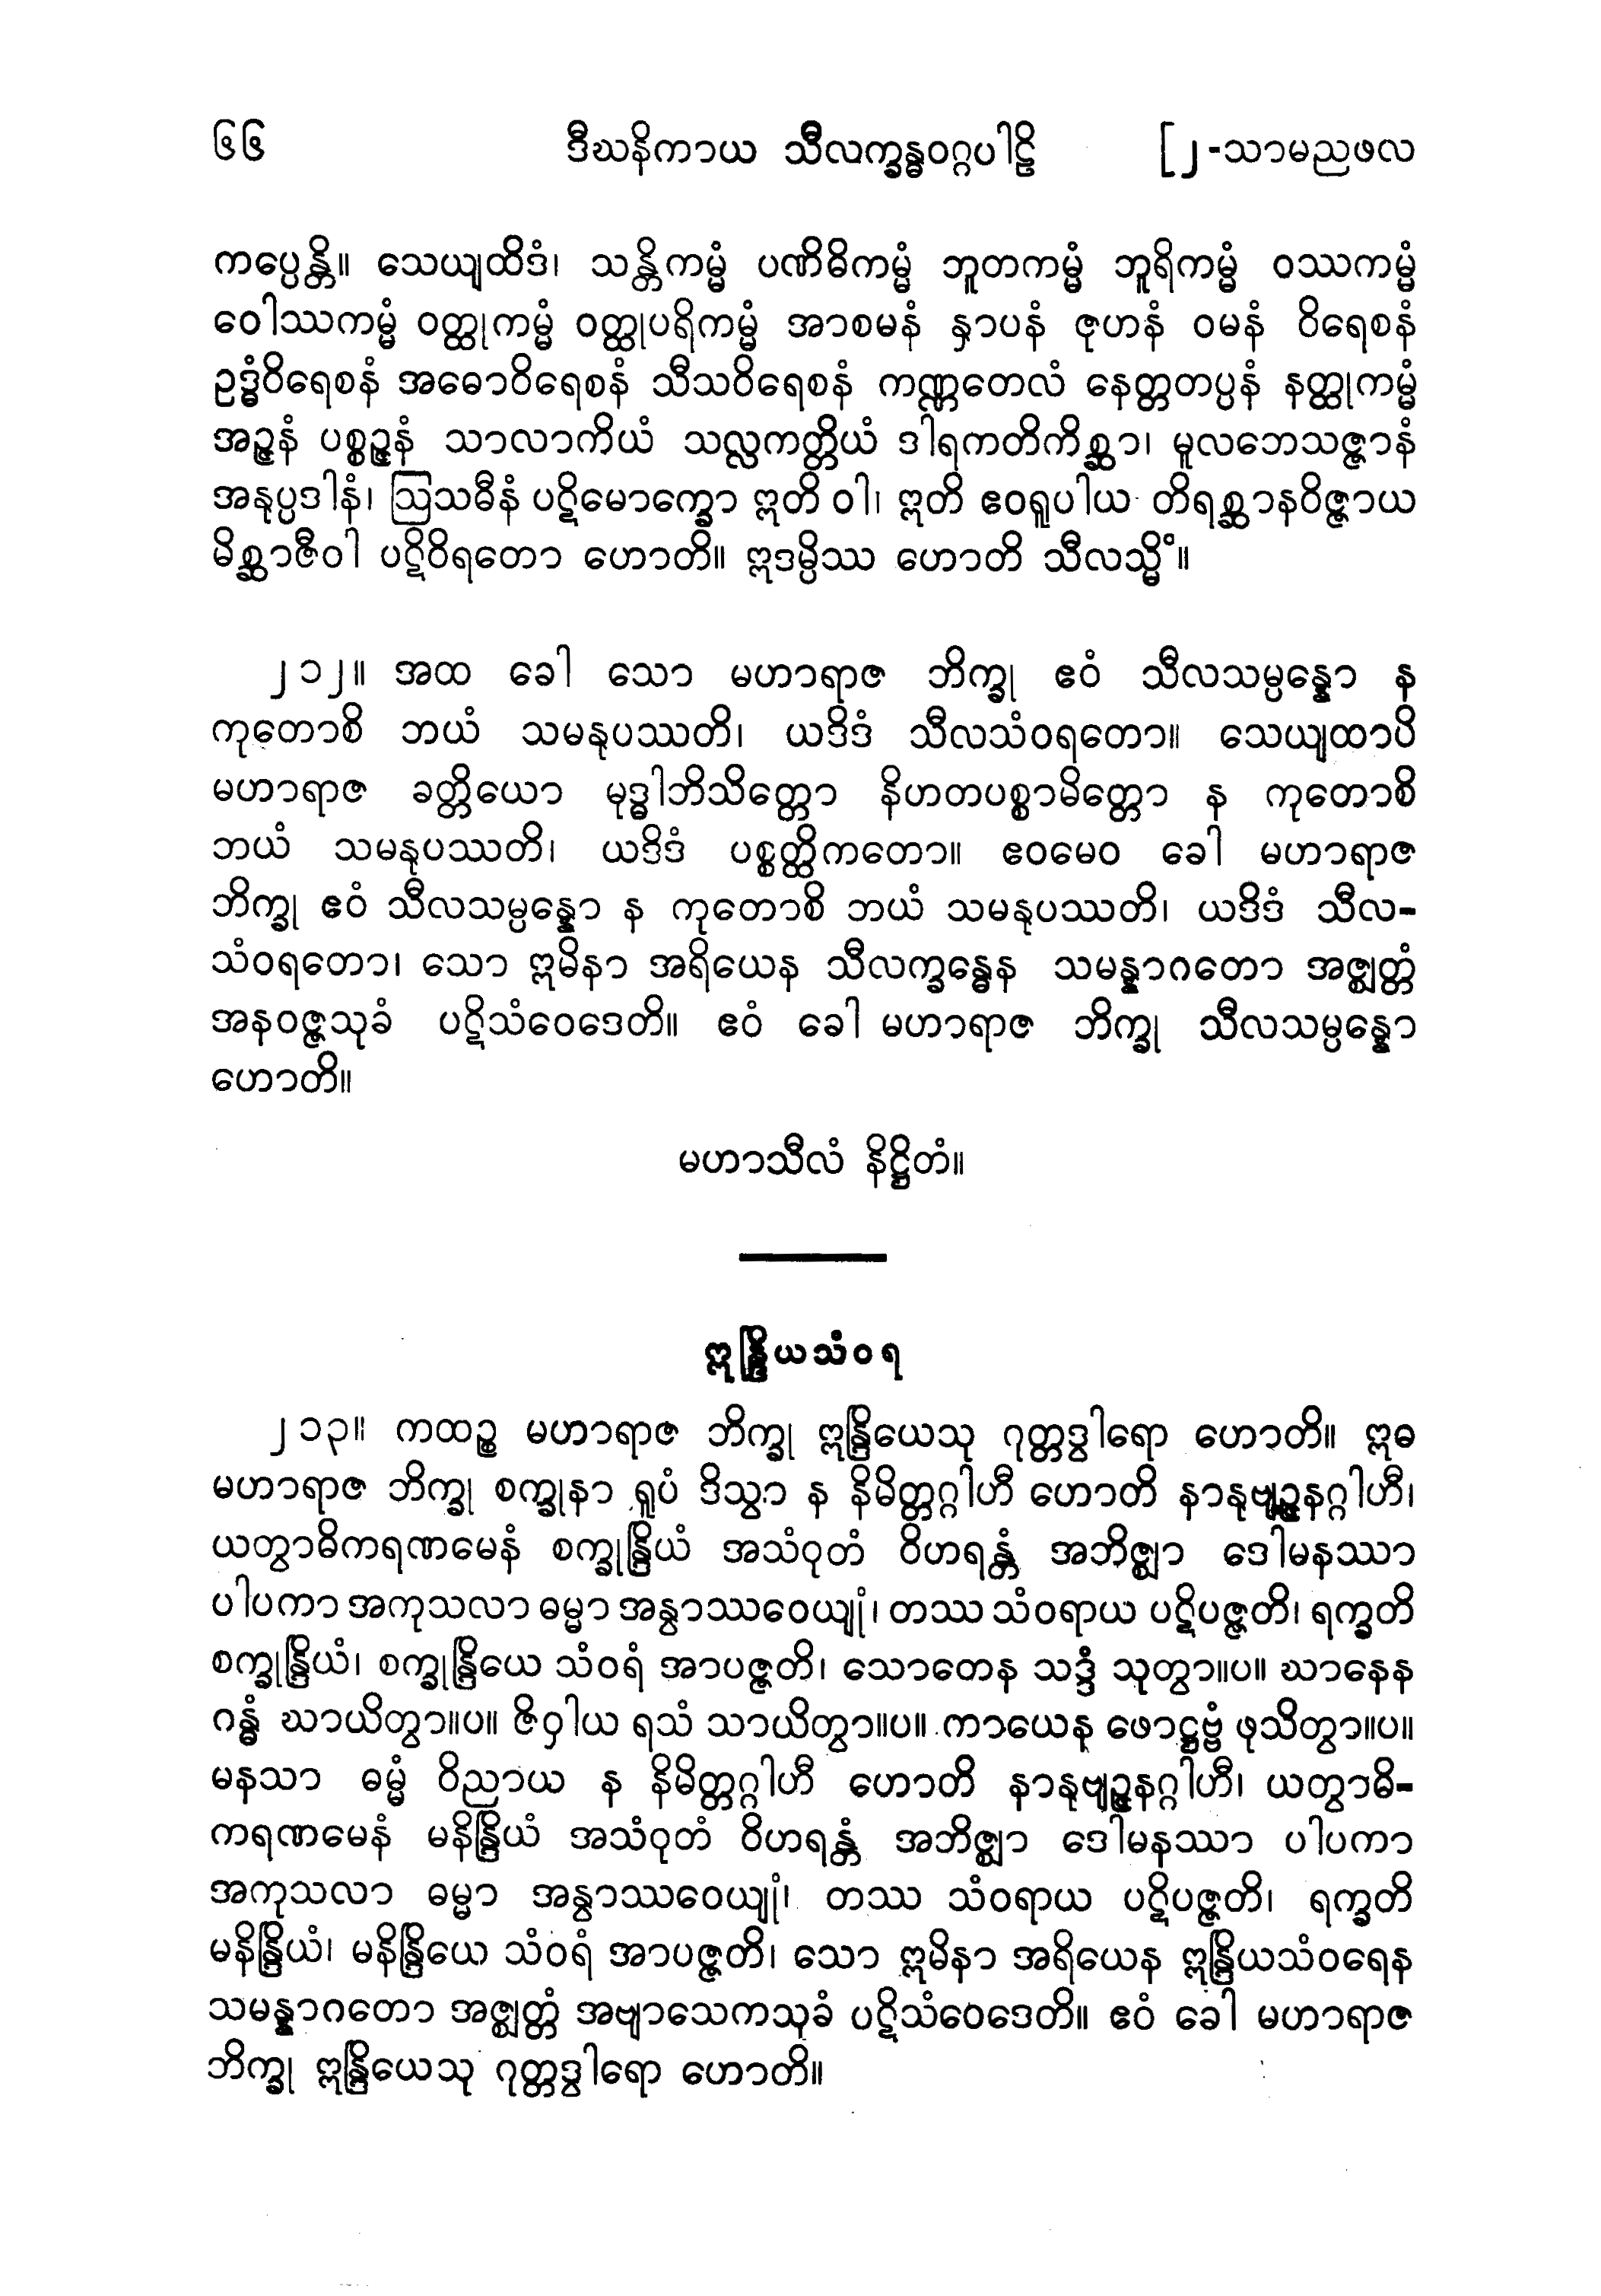 ၆၆ ဒီဃနိကာယ သီလက္ခန္ဓဝဂ္ဂပါဠိ [၂-သာမညဖလ
ကပ္ပေန္တိ။ သေယျထိဒံ၊ သန္တိကမ္မံ ပဏိဓိကမ္မံ ဘူတကမ္မံ ဘူရိကမ္မံ ဝဿကမ္မံ
ဝေါဿကမ္မံ ဝတ္ထုကမ္မံ ဝတ္ထုပရိကမ္မံ အာစမနံ နှာပနံ ဇုဟနံ ဝမနံ ဝိရေစနံ
ဥဒ္ဓံဝိရေစနံ အဓောဝိရေစနံ သီသဝိရေစနံ ကဏ္ဏတေလံ နေတ္တတပ္ပနံ နတ္ထုကမ္မံ
အဉ္ဇနံ ပစ္စဉ္ဇနံ သာလာကိယံ သလ္လကတ္တိယံ ဒါရကတိကိစ္ဆာ၊ မူလဘေသဇ္ဇာနံ
အနုပ္ပဒါနံ၊ ဩသဓီနံ ပဋိမောက္ခော ဣတိ ဝါ၊ ဣတိ ဧဝရူပါယ တိရစ္ဆာနဝိဇ္ဇာယ
မိစ္ဆာဇီဝါ ပဋိဝိရတော ဟောတိ။ ဣဒမ္ပိဿ ဟောတိ သီလသ္မိံ။
၂၁၂။ အထ ခေါ သော မဟာရာဇ ဘိက္ခု ဧဝံ သီလသမ္ပန္နော န
ကုတောစိ ဘယံ သမနုပဿတိ၊ ယဒိဒံ သီလသံဝရတော။ သေယျထာပိ
မဟာရာဇ ခတ္တိယော မုဒ္ဓါဘိသိတ္တော နိဟတပစ္စာမိတ္တော န ကုတောစိ
ဘယံ သမနုပဿတိ၊ ယဒိဒံ ပစ္စတ္ထိကတော။ ဧဝမေဝ ခေါ မဟာရာဇ
ဘိက္ခု ဧဝံ သီလသမ္ပန္နော န ကုတောစိ ဘယံ သမနုပဿတိ၊ ယဒိဒံ သီလ-
သံဝရတော၊ သော ဣမိနာ အရိယေန သီလက္ခန္ဓေန သမန္နာဂတော အဇ္ဈတ္တံ
အနဝဇ္ဇသုခံ ပဋိသံဝေဒေတိ။ ဧဝံ ခေါ မဟာရာဇ ဘိက္ခု သီလသမ္ပန္နော
ဟောတိ။
မဟာသီလံ နိဋ္ဌိတံ။
ဣန္ဒြိယသံဝရ
၂၁၃။ ကထဉ္စ မဟာရာဇ ဘိက္ခု ဣန္ဒြိယေသု ဂုတ္တဒွါရော ဟောတိ။ ဣဓ
မဟာရာဇ ဘိက္ခု စက္ခုနာ ရူပံ ဒိသွာ န နိမိတ္တဂ္ဂါဟီ ဟောတိ နာနုဗျဉ္ဇနဂ္ဂါဟီ၊
ယတွာဓိကရဏမေနံ စက္ခုန္ဒြိယံ အသံဝုတံ ဝိဟရန္တံ အဘိဇ္ဈာ ဒေါမနဿာ
ပါပကာ အကုသလာ ဓမ္မာ အနွာဿဝေယျုံ၊ တဿ သံဝရာယ ပဋိပဇ္ဇတိ၊ ရက္ခတိ
စက္ခုန္ဒြိယံ၊ စက္ခုန္ဒြိယေ သံဝရံ အာပဇ္ဇတိ၊ သောတေန သဒ္ဒံ သုတွာ။ပ။ ဃာနေန
ဂန္ဓံ ဃာယိတွာ။ပ။ ဇိဝှါယ ရသံ သာယိတွာ။ပ။ ကာယေန ဖောဋ္ဌဗ္ဗံ ဖုသိတွာ။ပ။
မနသာ ဓမ္မံ ဝိညာယ န နိမိတ္တဂ္ဂါဟီ ဟောတိ နာနုဗျဉ္ဇနဂ္ဂါဟီ၊ ယတွာဓိ-
ကရဏမေနံ မနိန္ဒြိယံ အသံဝုတံ ဝိဟရန္တံ အဘိဇ္ဈာ ဒေါမနဿာ ပါပကာ
အကုသလာ ဓမ္မာ အနွာဿဝေယျုံ၊ တဿ သံဝရာယ ပဋိပဇ္ဇတိ၊ ရက္ခတိ
မနိန္ဒြိယံ၊ မနိန္ဒြိယေ သံဝရံ အာပဇ္ဇတိ၊ သော ဣမိနာ အရိယေန ဣန္ဒြိယသံဝရေန
သမန္နာဂတော အဇ္ဈတ္တံ အဗျာသေကသုခံ ပဋိသံဝေဒေတိ။ ဧဝံ ခေါ မဟာရာဇ
ဘိက္ခု ဣန္ဒြိယေသု ဂုတ္တဒွါရော ဟောတိ။